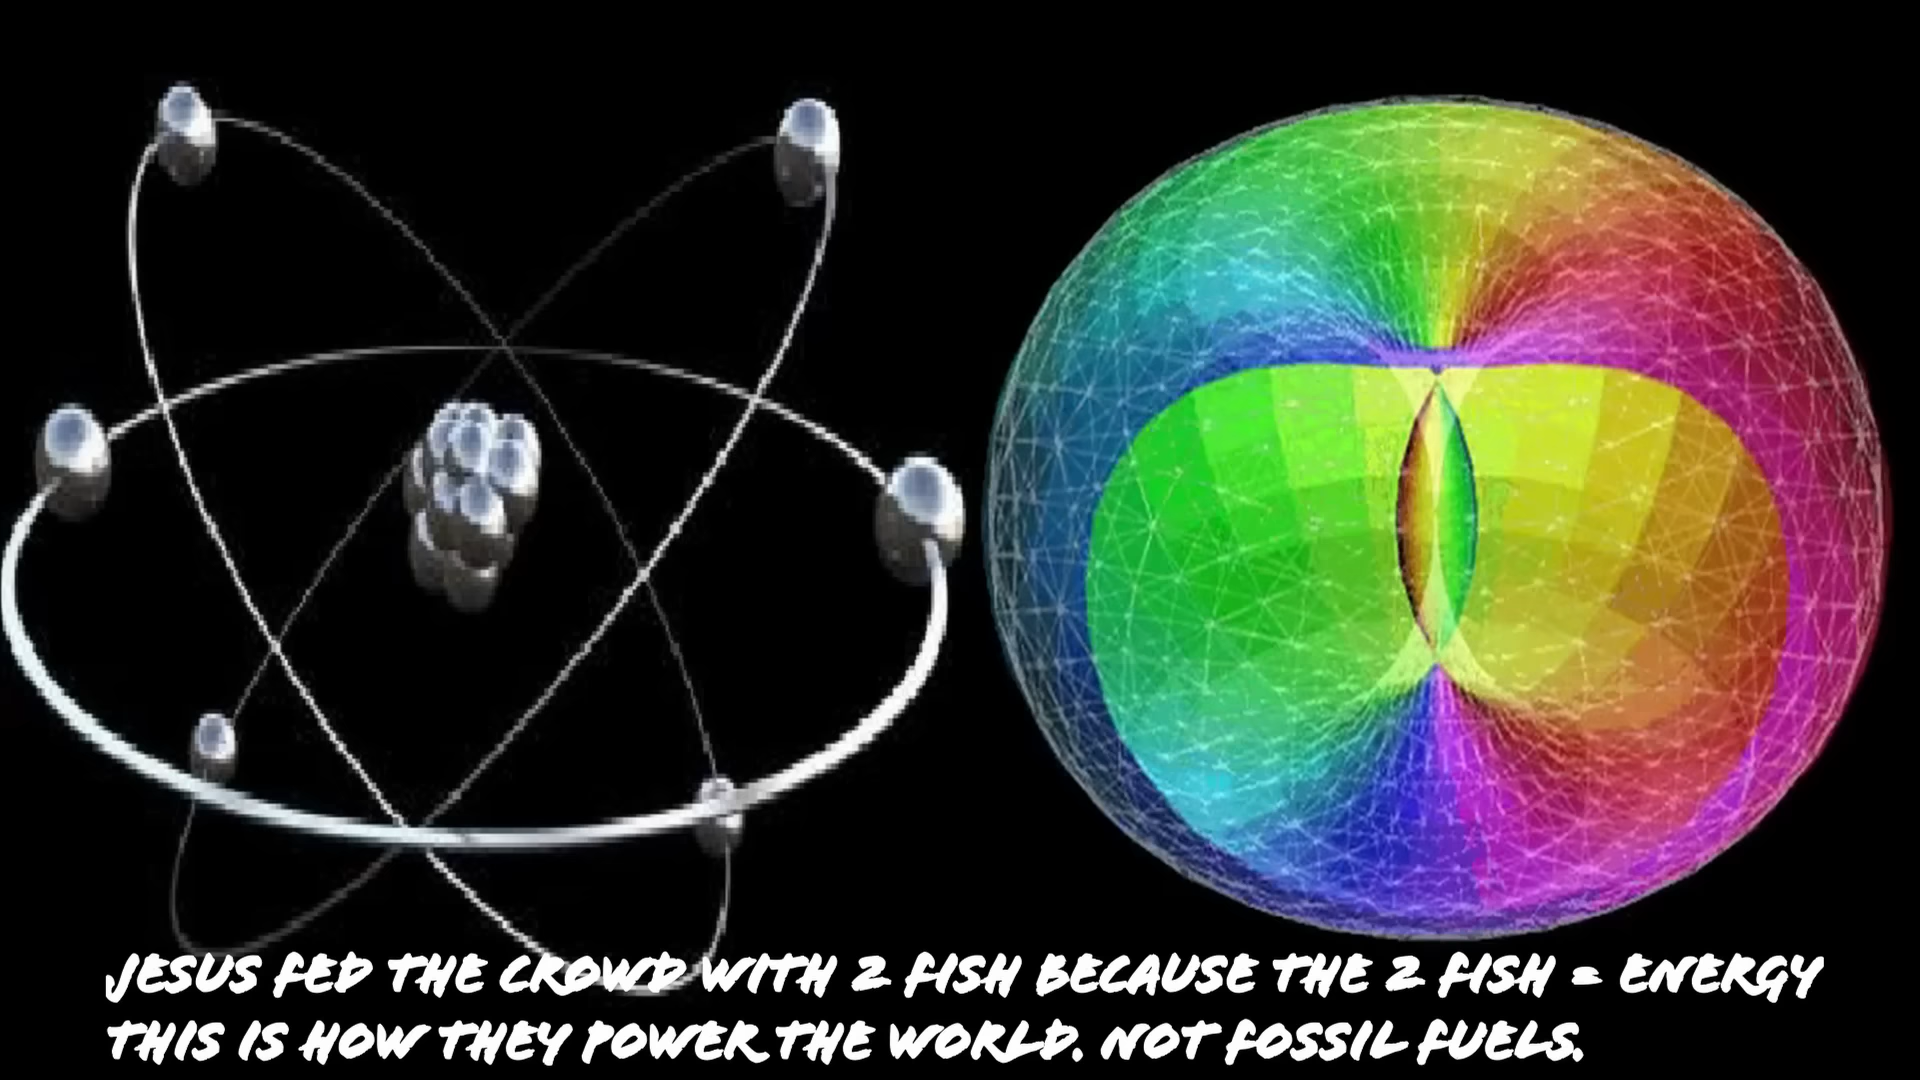 JESUS FED THE CROWD WITH 2 FISH BECAUSE THE 2 FISH = ENERGY
THIS IS HOW THEY POWER THE WORLD. NOT FOSSIL FUELS.